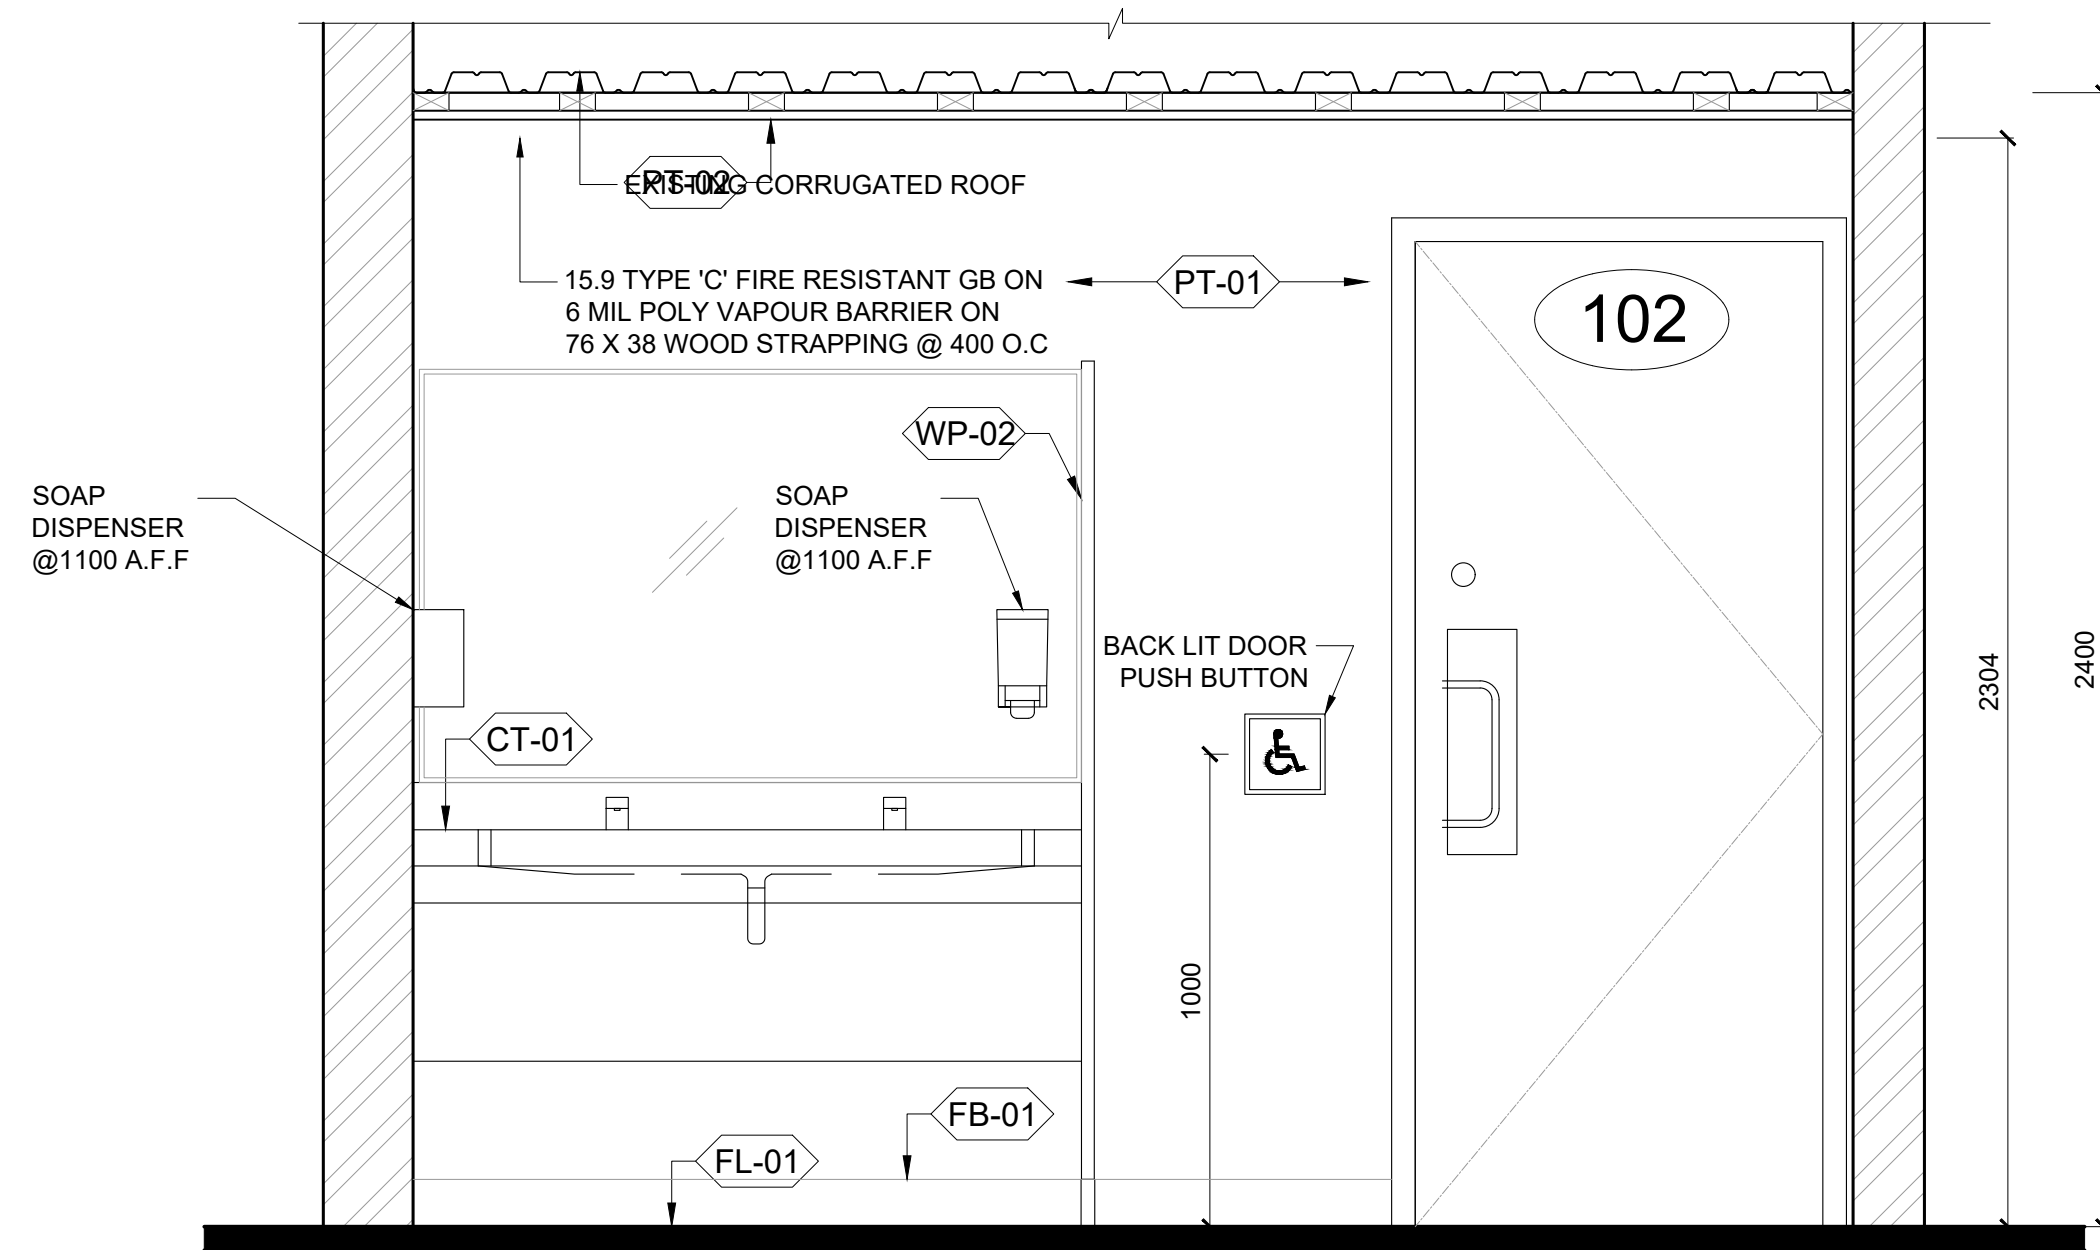 PT-02
EXISTING CORRUGATED ROOF
15.9 TYPE 'C' FIRE RESISTANT GB ON
6 MIL POLY VAPOUR BARRIER ON
76 X 38 WOOD STRAPPING @ 400 O.C
PT-01
102
WP-02
SOAP
DISPENSER
@1100 A.F.F
SOAP
DISPENSER
@1100 A.F.F
BACK LIT DOOR
PUSH BUTTON
2304
2400
CT-01
1000
FB-01
FL-01